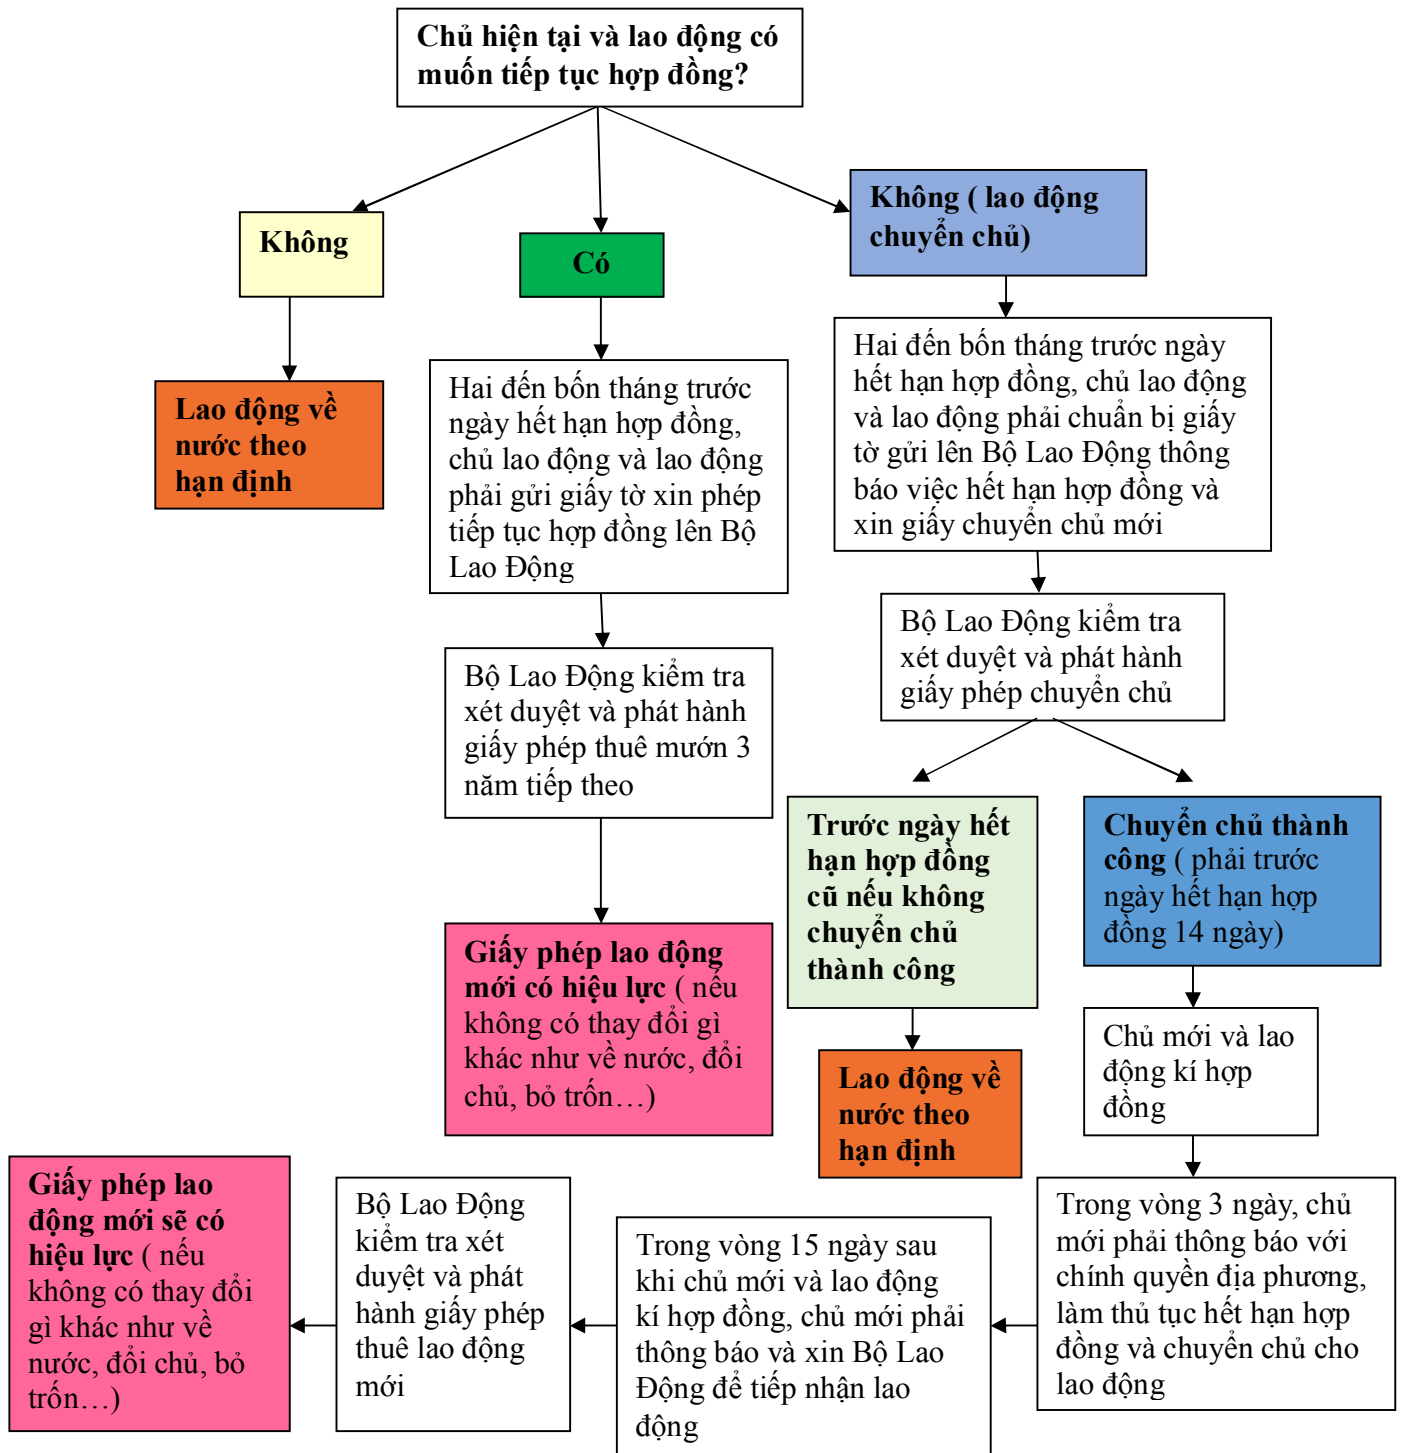 Chủ hiện tại và lao động có
muốn tiếp tục hợp đồng?
Không
Có
Không ( lao động
chuyển chủ)
Lao động về
nước theo
hạn định
Hai đến bốn tháng trước
ngày hết hạn hợp đồng,
chủ lao động và lao động
phải gửi giấy tờ xin phép
tiếp tục hợp đồng lên Bộ
Lao Động
Hai đến bốn tháng trước ngày
hết hạn hợp đồng, chủ lao động
và lao động phải chuẩn bị giấy
tờ gửi lên Bộ Lao Động thông
báo việc hết hạn hợp đồng và
xin giấy chuyển chủ mới
Bộ Lao Động kiểm tra
xét duyệt và phát hành
giấy phép thuê mướn 3
năm tiếp theo
Bộ Lao Động kiểm tra
xét duyệt và phát hành
giấy phép chuyển chủ
Giấy phép lao động
mới có hiệu lực ( nếu
không có thay đổi gì
khác như về nước, đổi
chủ, bỏ trốn…)
Trước ngày hết
hạn hợp đồng
cũ nếu không
chuyển chủ
thành công
Chuyển chủ thành
công ( phải trước
ngày hết hạn hợp
đồng 14 ngày)
Lao động về
nước theo
hạn định
Chủ mới và lao
động kí hợp
đồng
Trong vòng 3 ngày, chủ
mới phải thông báo với
chính quyền địa phương,
làm thủ tục hết hạn hợp
đồng và chuyển chủ cho
lao động
Trong vòng 15 ngày sau
khi chủ mới và lao động
kí hợp đồng, chủ mới phải
thông báo và xin Bộ Lao
Động để tiếp nhận lao
động
Bộ Lao Động
kiểm tra xét
duyệt và phát
hành giấy phép
thuê lao động
mới
Giấy phép lao
động mới sẽ có
hiệu lực ( nếu
không có thay đổi
gì khác như về
nước, đổi chủ, bỏ
trốn…)